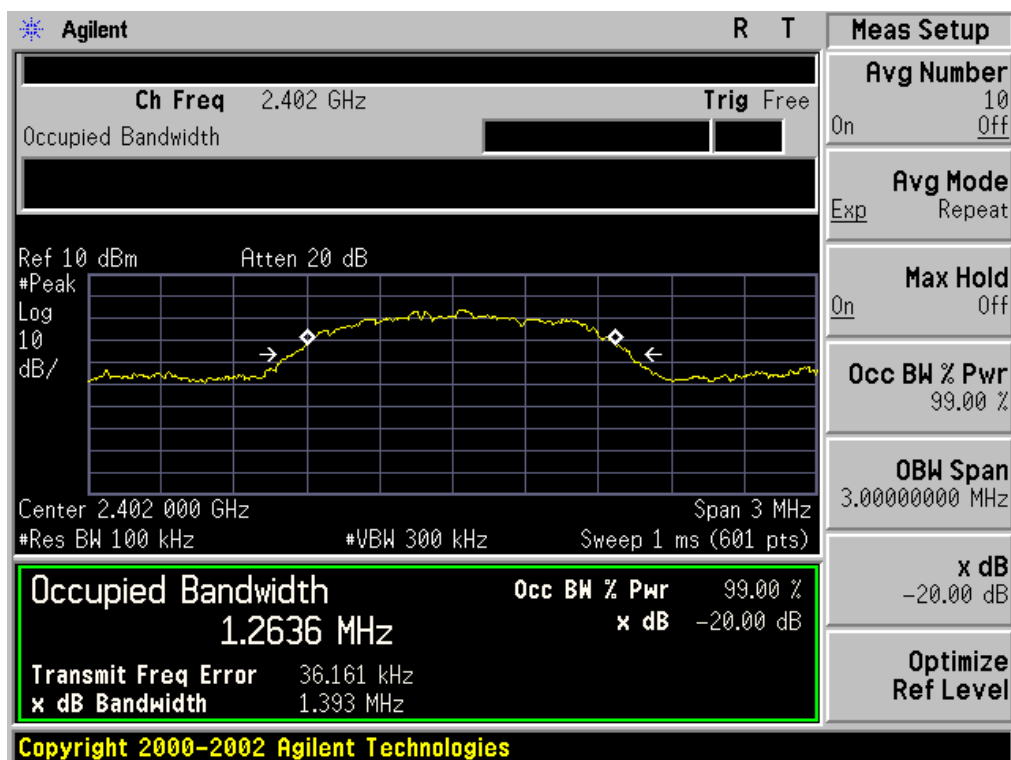 Agilent R T
Ch Freq 2.402 GHz Trig Free
Occupied Bandwidth
Ref 10 dBm Atten 20 dB
#Peak
Log
10
dB/
Center 2.402 000 GHz Span 3 MHz
#Res BW 100 kHz #VBW 300 kHz Sweep 1 ms (601 pts)
Occupied Bandwidth Occ BW % Pwr 99.00 %
1.2636 MHz x dB -20.00 dB
Transmit Freq Error 36.161 kHz
x dB Bandwidth 1.393 MHz
Copyright 2000-2002 Agilent Technologies
Meas Setup
Avg Number
10
On Off
Avg Mode
Exp Repeat
Max Hold
On Off
Occ BW % Pwr
99.00 %
OBW Span
3.00000000 MHz
x dB
-20.00 dB
Optimize
Ref Level